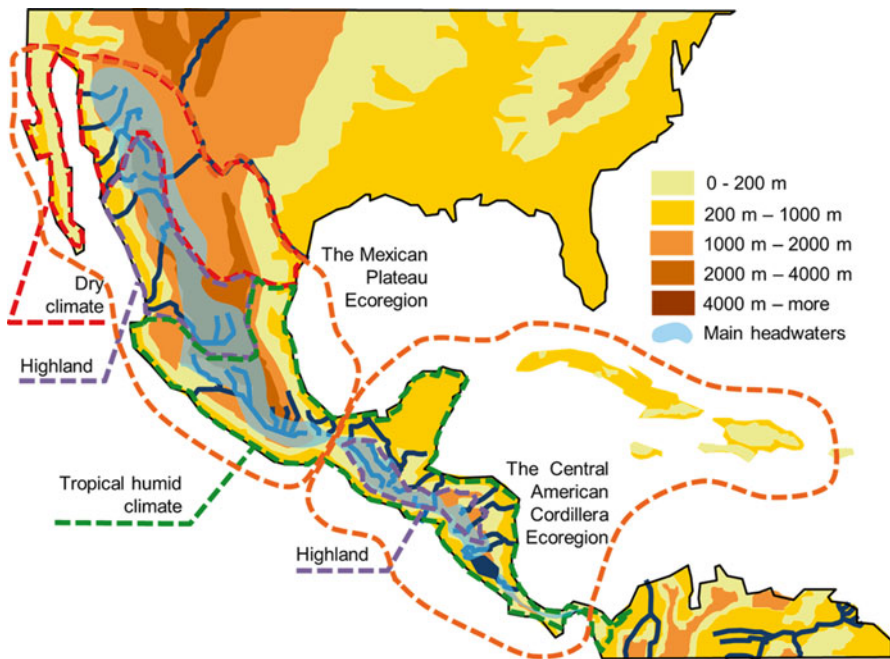 0 - 200 m
200 m – 1000 m
1000 m – 2000 m
2000 m – 4000 m
4000 m – more
Main headwaters
The Mexican
Plateau
Ecoregion
Dry
climate
Highland
Tropical humid
climate
Highland
The Central
American
Cordillera
Ecoregion